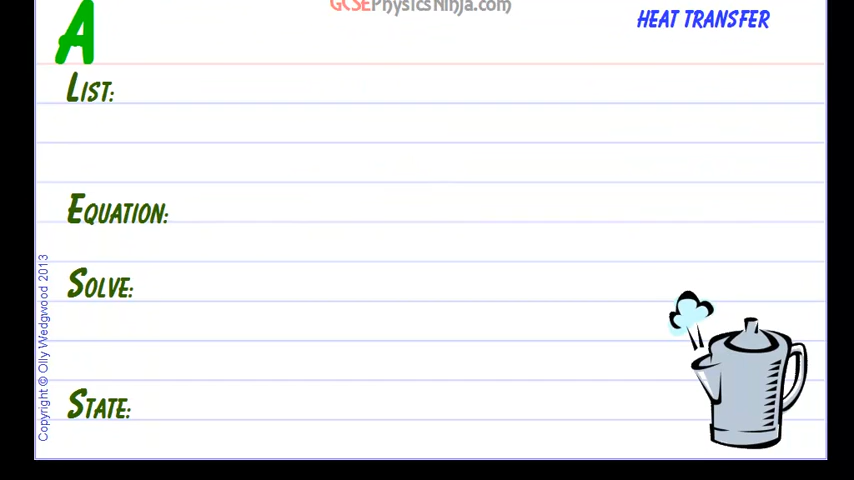 GCSEPhysicsNinja.com
HEAT TRANSFER
A
LIST:
EQUATION:
SOLVE:
STATE:
Copyright © Olly Wedgwood 2013